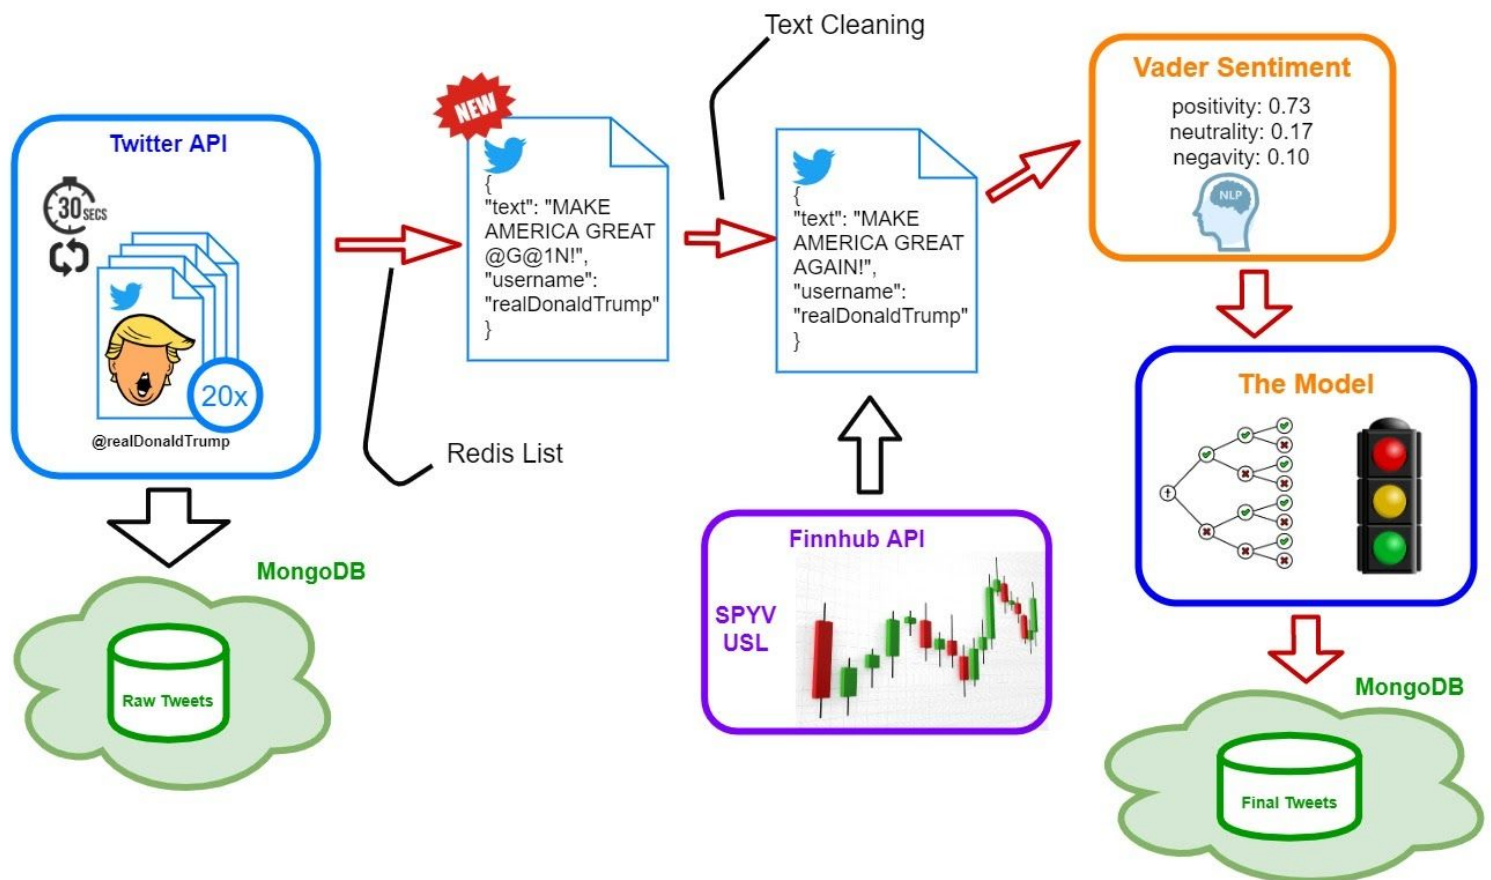 Text Cleaning
Twitter API
30 SECS
20x
@realDonaldTrump
MongoDB
Raw Tweets
Redis List
NEW
{
"text": "MAKE
AMERICA GREAT
@G@1N!",
"username":
"realDonaldTrump"
}
{
"text": "MAKE
AMERICA GREAT
AGAIN!",
"username":
"realDonaldTrump"
}
Finnhub API
SPYV
USL
Vader Sentiment
positivity: 0.73
neutrality: 0.17
negavity: 0.10
NLP
The Model
MongoDB
Final Tweets